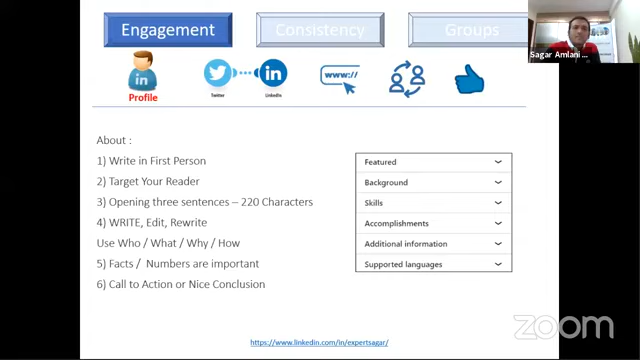 Engagement
Consistency
Groups
Sagar Amlani ...
Profile
Twitter
in
LinkedIn
www://
About :
1) Write in First Person
2) Target Your Reader
3) Opening three sentences – 220 Characters
4) WRITE, Edit, Rewrite
Use Who / What / Why / How
5) Facts / Numbers are important
6) Call to Action or Nice Conclusion
Featured
Background
Skills
Accomplishments
Additional information
Supported languages
https://www.linkedin.com/in/expertsagar/
zoom